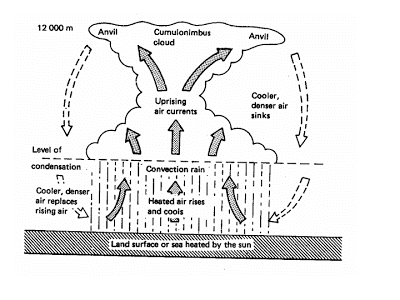 12 000 m
Anvil
Cumulonimbus
cloud
Anvil
Uprising
air currents
Cooler,
denser air
sinks
Level of
condensation
Convection rain
Cooler, denser
air replaces
rising air
Heated air rises
and cools
Land surface or sea heated by the sun